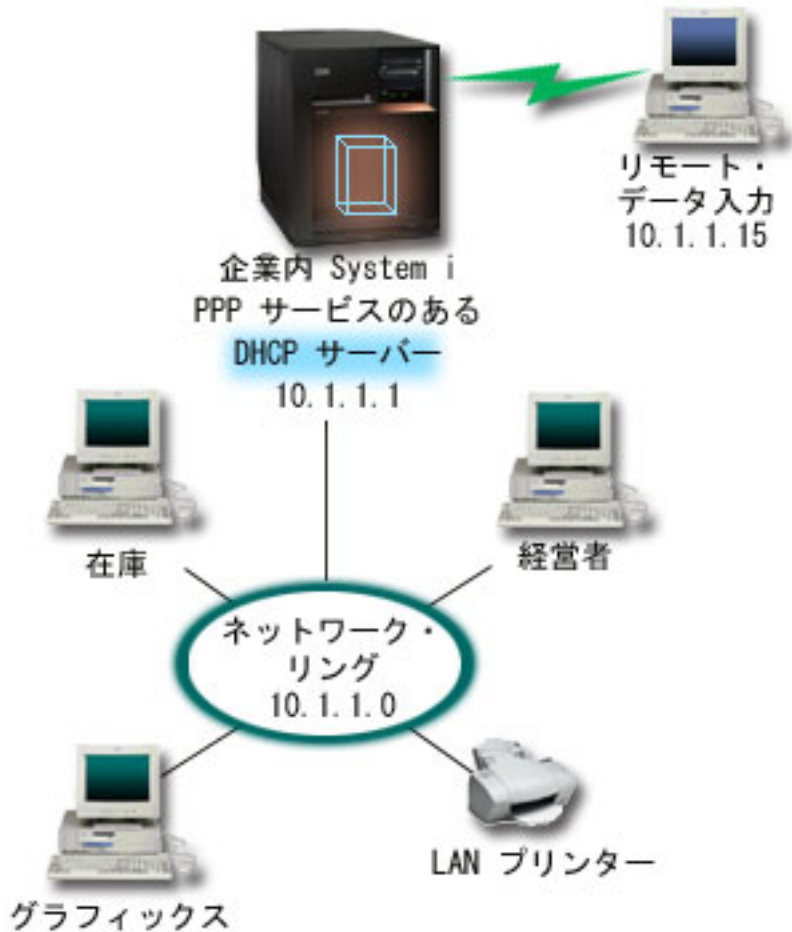 リモート・
データ入力
10.1.1.15
企業内 System i
PPP サービスのある
DHCP サーバー
10.1.1.1
在庫
経営者
ネットワーク・
リング
10.1.1.0
LAN プリンター
グラフィックス